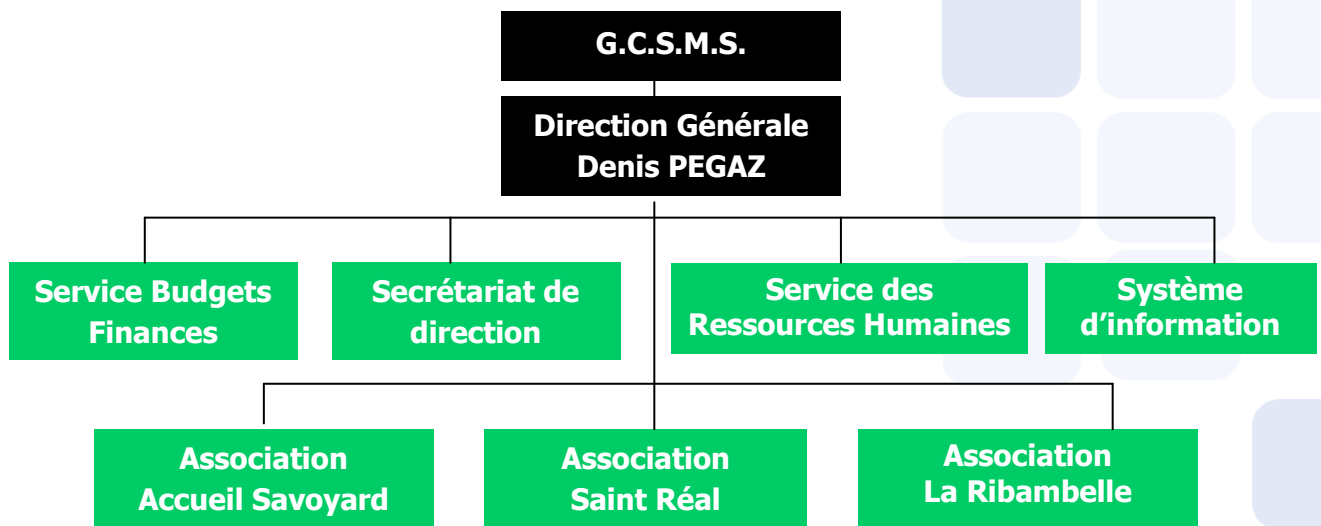 G.C.S.M.S.
Direction Générale
Denis PEGAZ
Service Budgets
Finances
Secrétariat de
direction
Service des
Ressources Humaines
Système
d’information
Association
Accueil Savoyard
Association
Saint Réal
Association
La Ribambelle